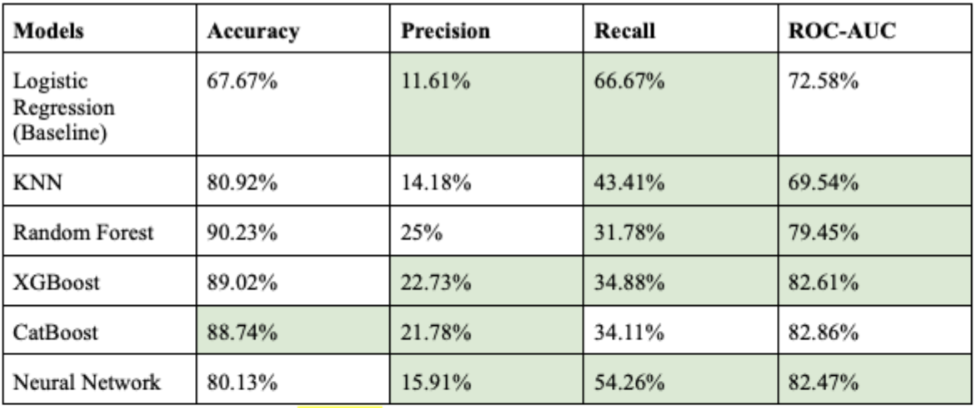 Models Accuracy Precision Recall ROC-AUC
Logistic 67.67% 11.61% 66.67% 72.58%
Regression
(Baseline)
KNN 80.92% 14.18% 43.41% 69.54%
Random Forest 90.23% 25% 31.78% 79.45%
XGBoost 89.02% 22.73% 34.88% 82.61%
CatBoost 88.74% 21.78% 34.11% 82.86%
Neural Network 80.13% 15.91% 54.26% 82.47%